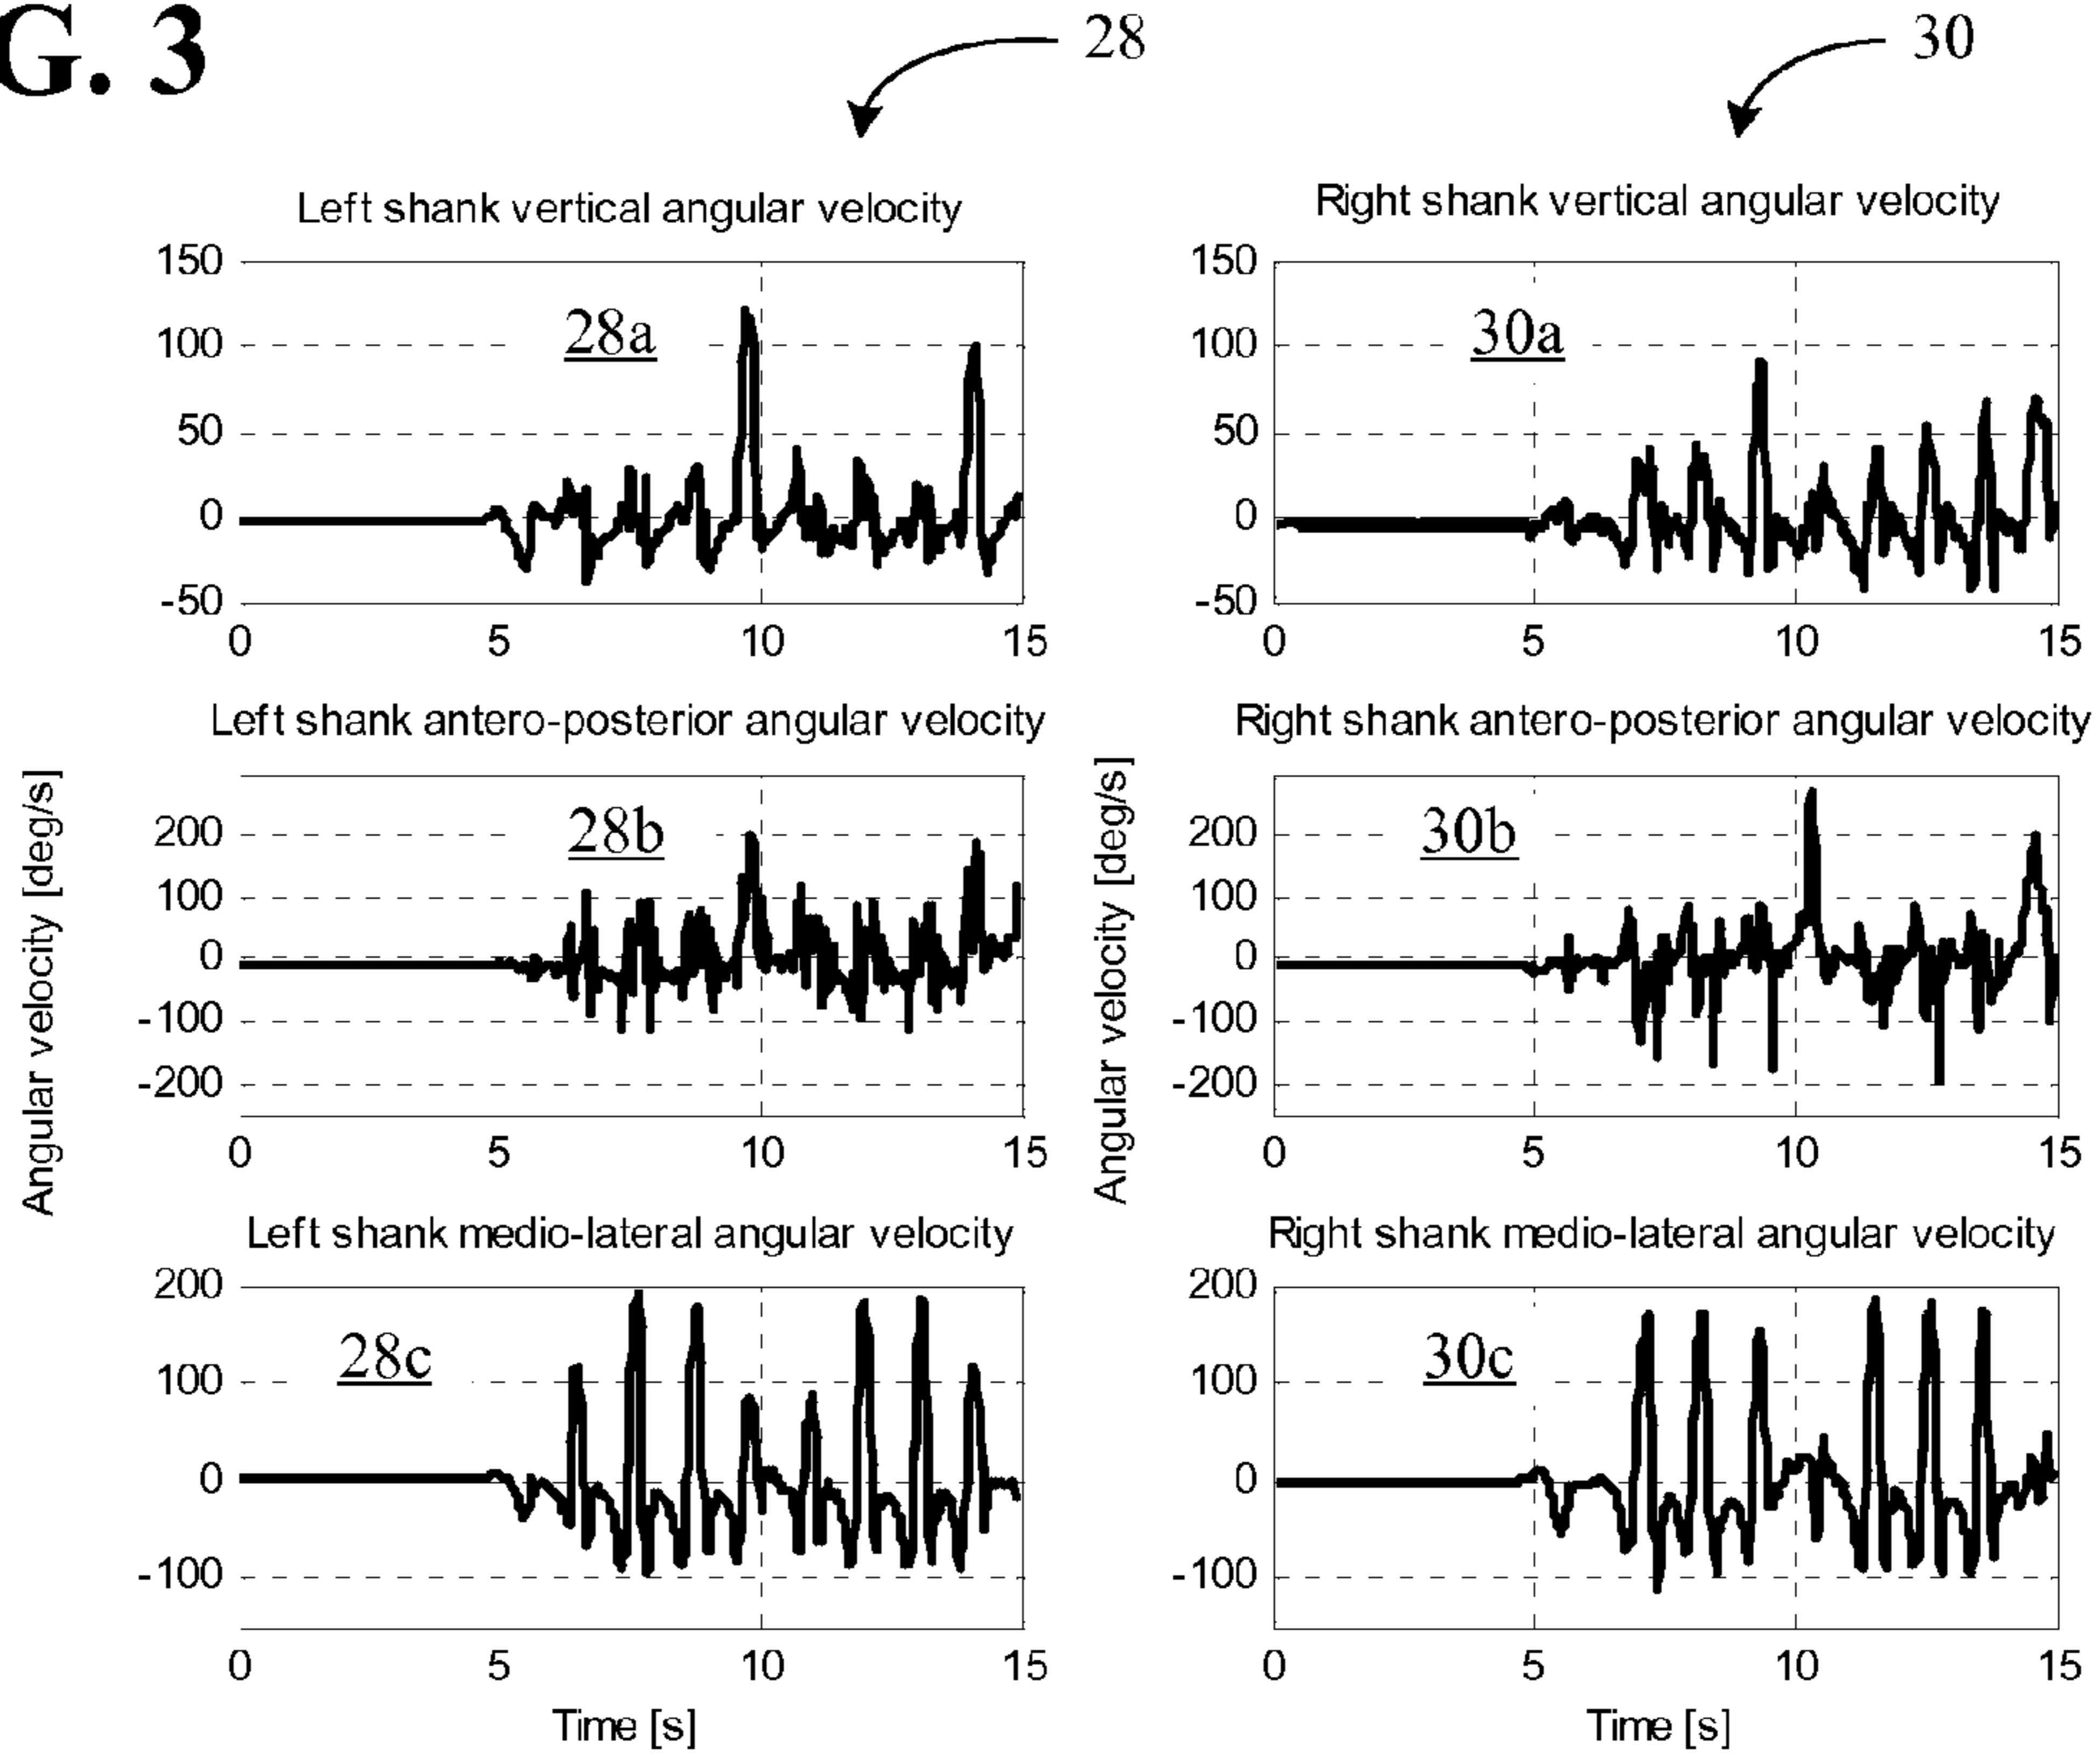 G. 3
28
30
Left shank vertical angular velocity
Right shank vertical angular velocity
150
100
50
0
-50
28a
0 5 10 15
150
100
50
0
-50
30a
0 5 10 15
Left shank antero-posterior angular velocity
Right shank antero-posterior angular velocity
Angular velocity [deg/s]
200
100
0
-100
-200
28b
0 5 10 15
Angular velocity [deg/s]
200
100
0
-100
-200
30b
0 5 10 15
Left shank medio-lateral angular velocity
Right shank medio-lateral angular velocity
200
100
0
-100
28c
0 5 10 15
Time [s]
200
100
0
-100
30c
0 5 10 15
Time [s]